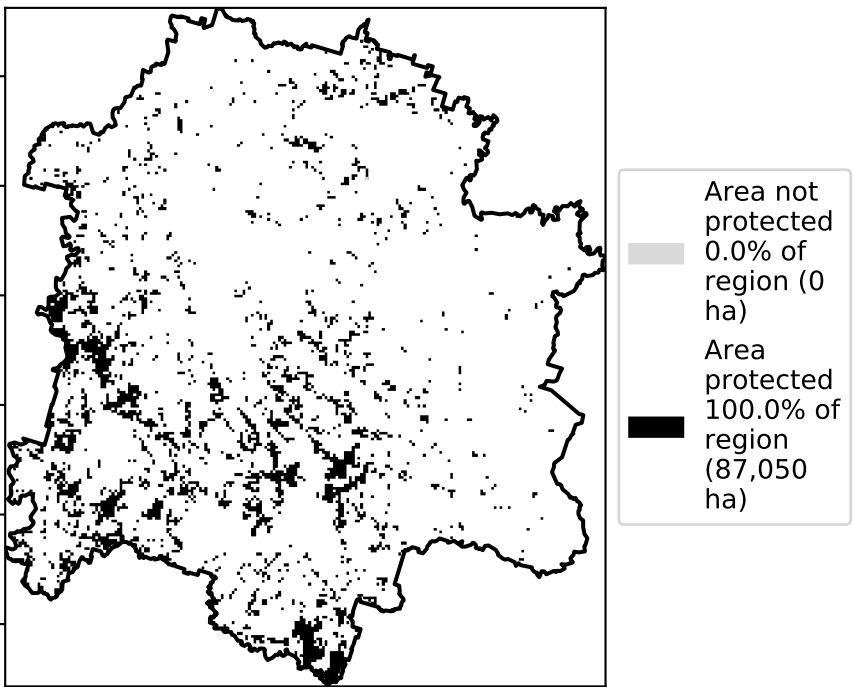 Area not
protected
0.0% of
region (0
ha)
Area
protected
100.0% of
region
(87,050
ha)